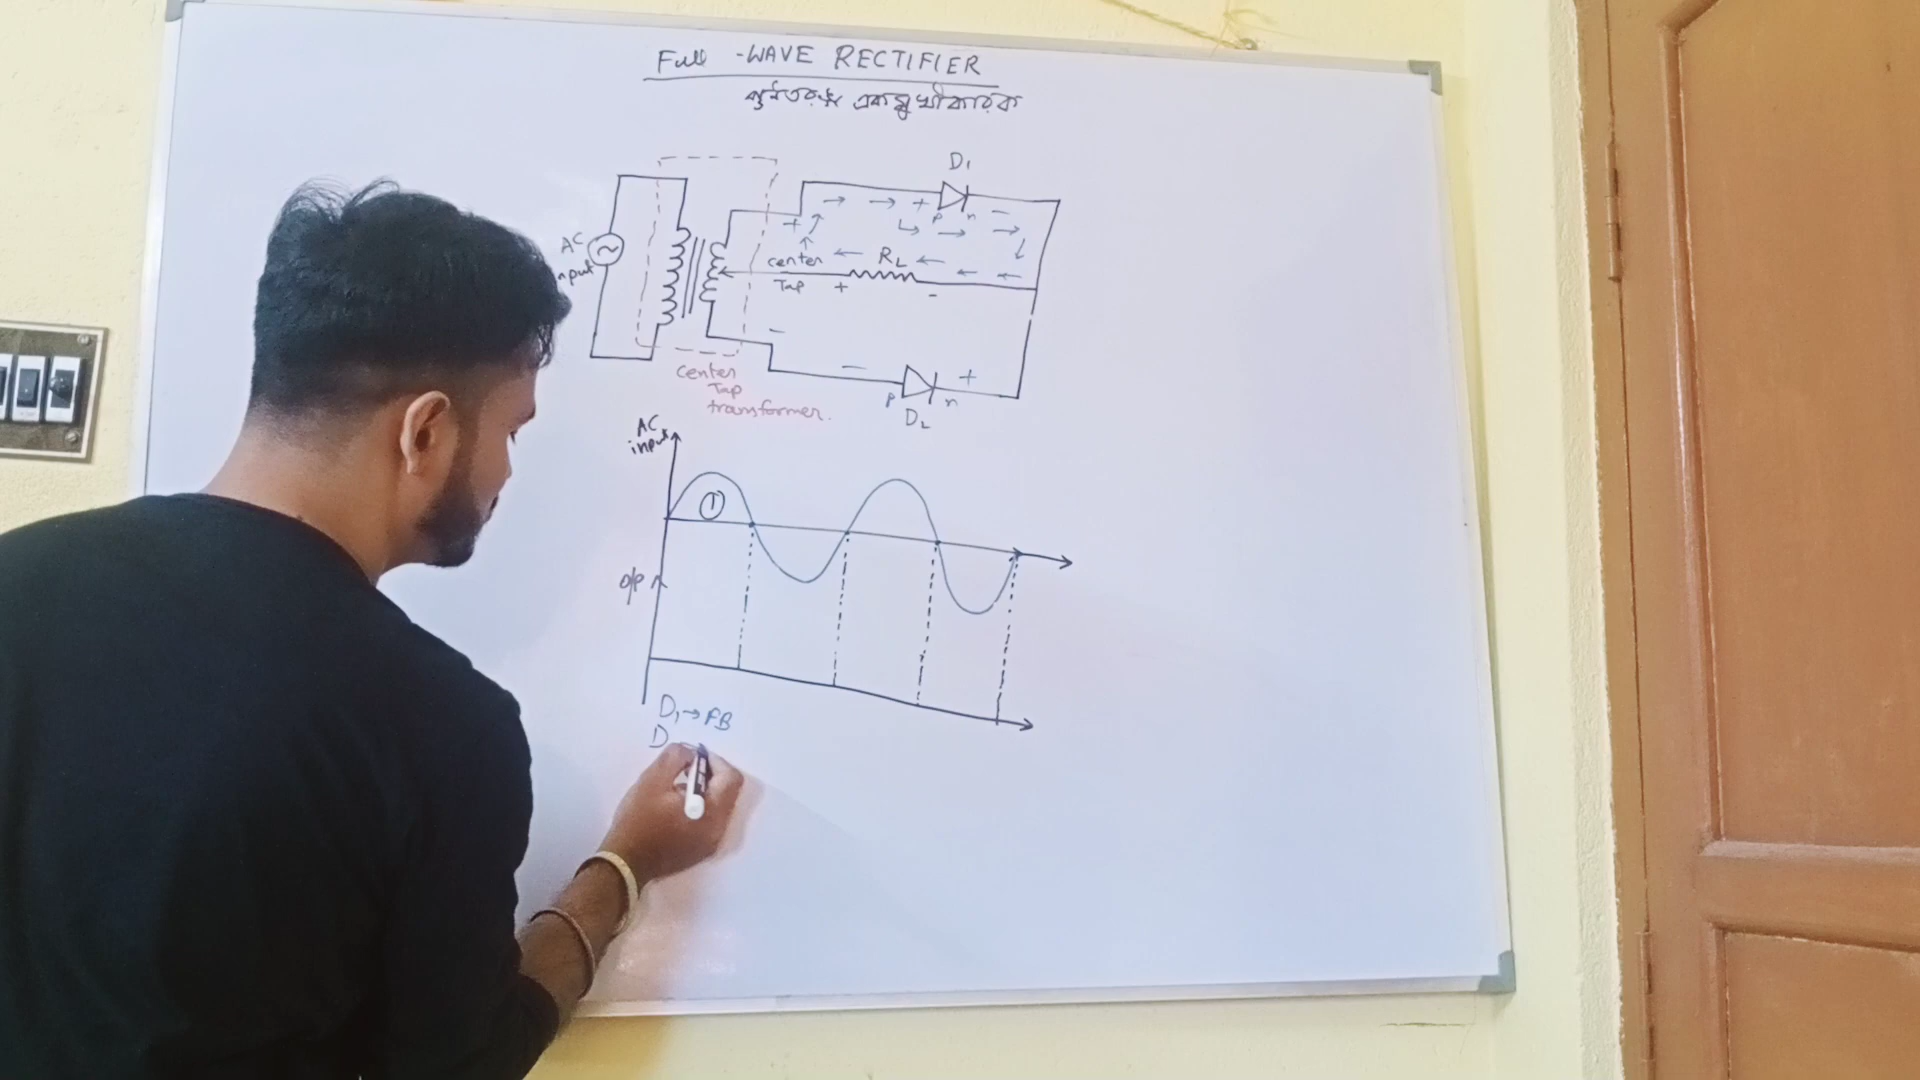 Full -WAVE RECTIFIER
পূর্ণতরঙ্গ একমুখীকারক
D₁
+ p n −
+
AC
input
center RL
Tap + −
−
− +
p n
D₂
center
Tap
transformer.
AC
input
①
o/p
D₁→FB
D